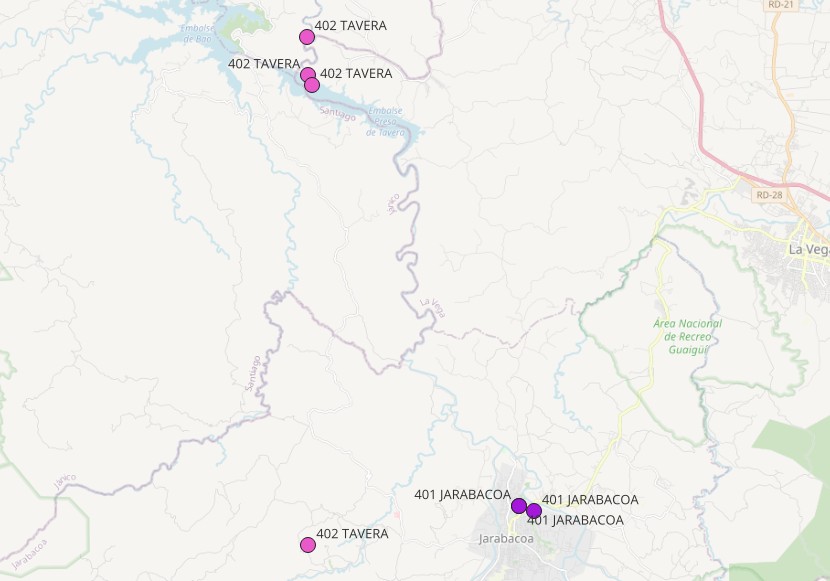 RD-21
402 TAVERA
Embalse
de Bao
402 TAVERA
402 TAVERA
Santiago
Embalse
Presa
de Tavera
RD-28
Jánico
La Vega
La Vega
Área Nacional
de Recreo
Guaigüí
Santiago
Jánico
401 JARABACOA
401 JARABACOA
401 JARABACOA
402 TAVERA
Jarabacoa
Jarabacoa